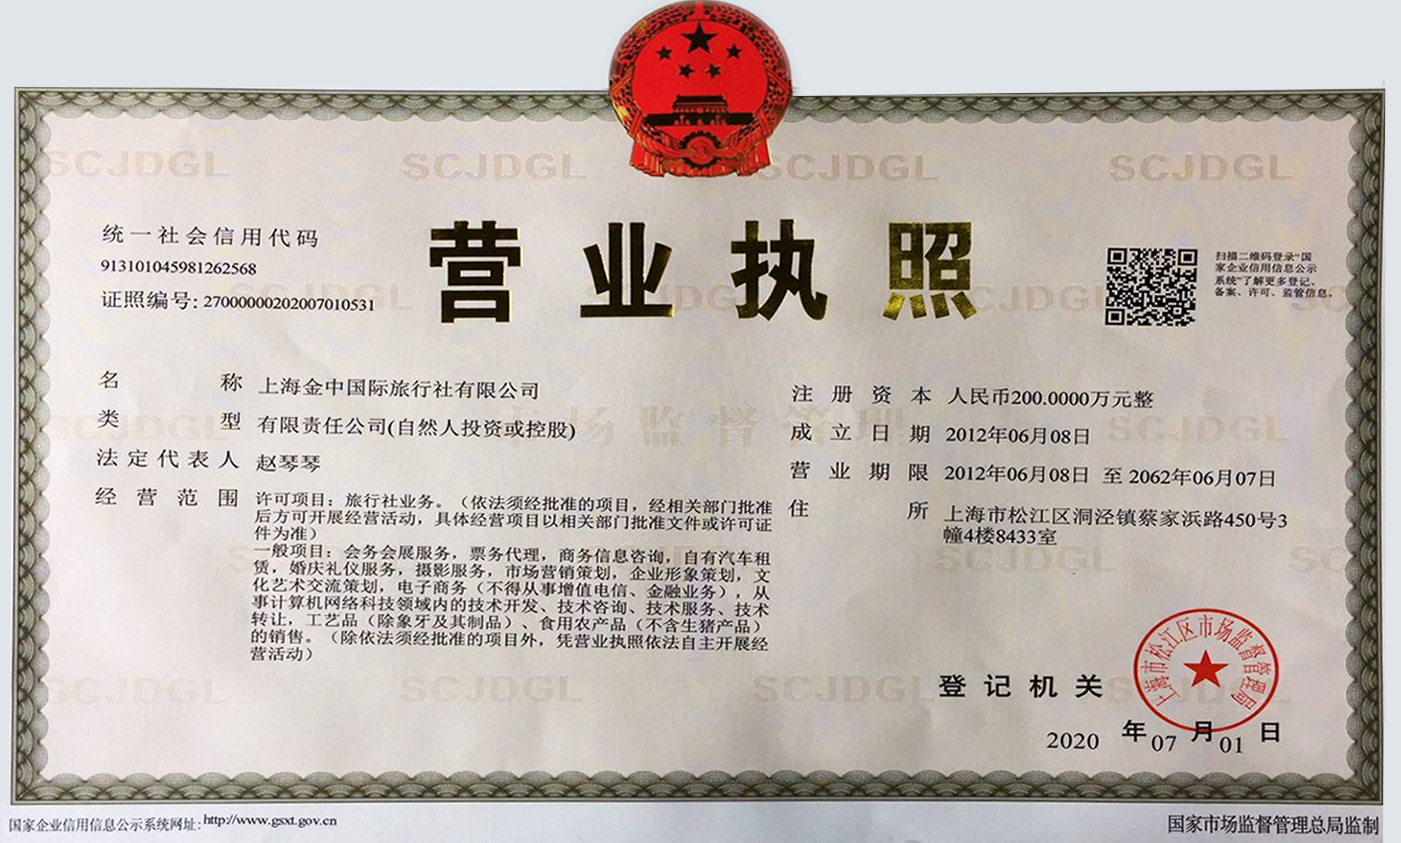 统一社会信用代码
913101045981262568
证照编号: 27000000202007010531
营业执照
扫描二维码登录“国
家企业信用信息公示
系统”了解更多登记、
备案、许可、监管信息。
名称 上海金中国际旅行社有限公司
类型 有限责任公司(自然人投资或控股)
法定代表人 赵琴琴
经营范围 许可项目：旅行社业务。（依法须经批准的项目，经相关部门批准
后方可开展经营活动，具体经营项目以相关部门批准文件或许可证
件为准）
一般项目：会务会展服务，票务代理，商务信息咨询，自有汽车租
赁，婚庆礼仪服务，摄影服务，市场营销策划，企业形象策划，文
化艺术交流策划，电子商务（不得从事增值电信、金融业务），从
事计算机网络科技领域内的技术开发、技术咨询、技术服务、技术
转让，工艺品（除象牙及其制品）、食用农产品（不含生猪产品）
的销售。（除依法须经批准的项目外，凭营业执照依法自主开展经
营活动）
注册资本 人民币200.0000万元整
成立日期 2012年06月08日
营业期限 2012年06月08日 至 2062年06月07日
住所 上海市松江区洞泾镇蔡家浜路450号3
幢4楼8433室
登记机关
上海市松江区市场监督管理局
2020 年 07 月 01 日
SCJDGL
市场监督管理
国家企业信用信息公示系统网址: http://www.gsxt.gov.cn
国家市场监督管理总局监制